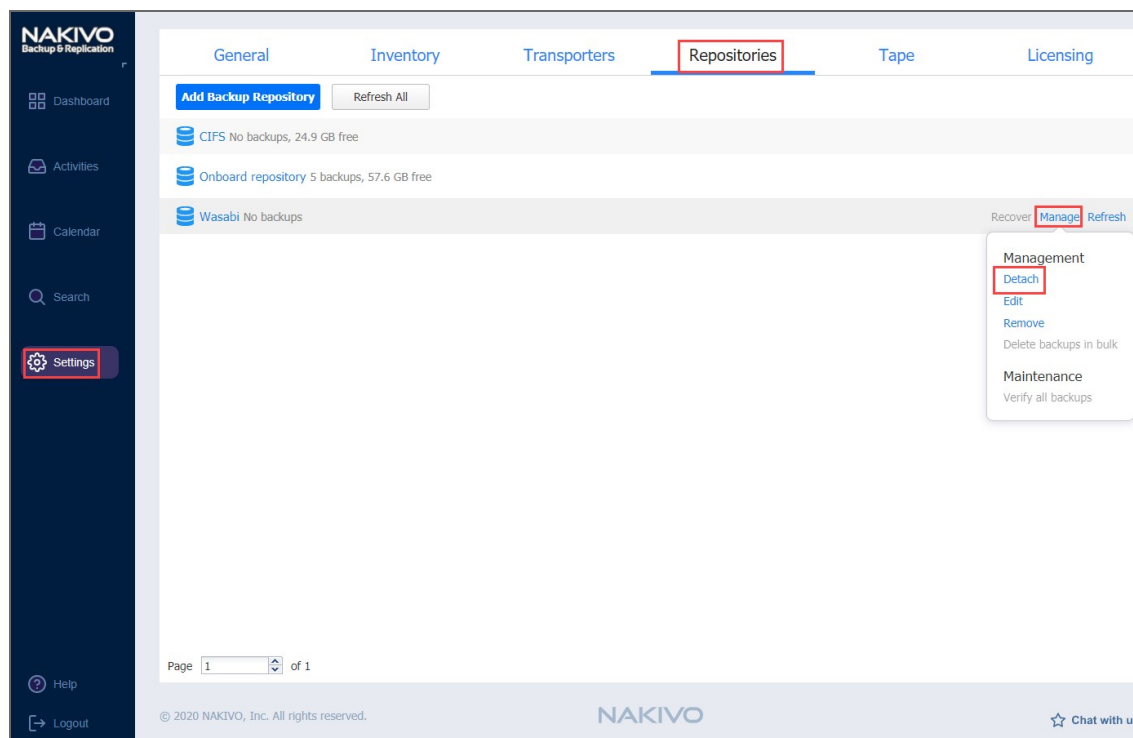 NAKIVO
Backup & Replication
Dashboard
Activities
Calendar
Search
Settings
Help
Logout
General Inventory Transporters Repositories Tape Licensing
Add Backup Repository Refresh All
CIFS No backups, 24.9 GB free
Onboard repository 5 backups, 57.6 GB free
Wasabi No backups Recover Manage Refresh
Management
Detach
Edit
Remove
Delete backups in bulk
Maintenance
Verify all backups
Page 1 of 1
© 2020 NAKIVO, Inc. All rights reserved. NAKIVO Chat with u